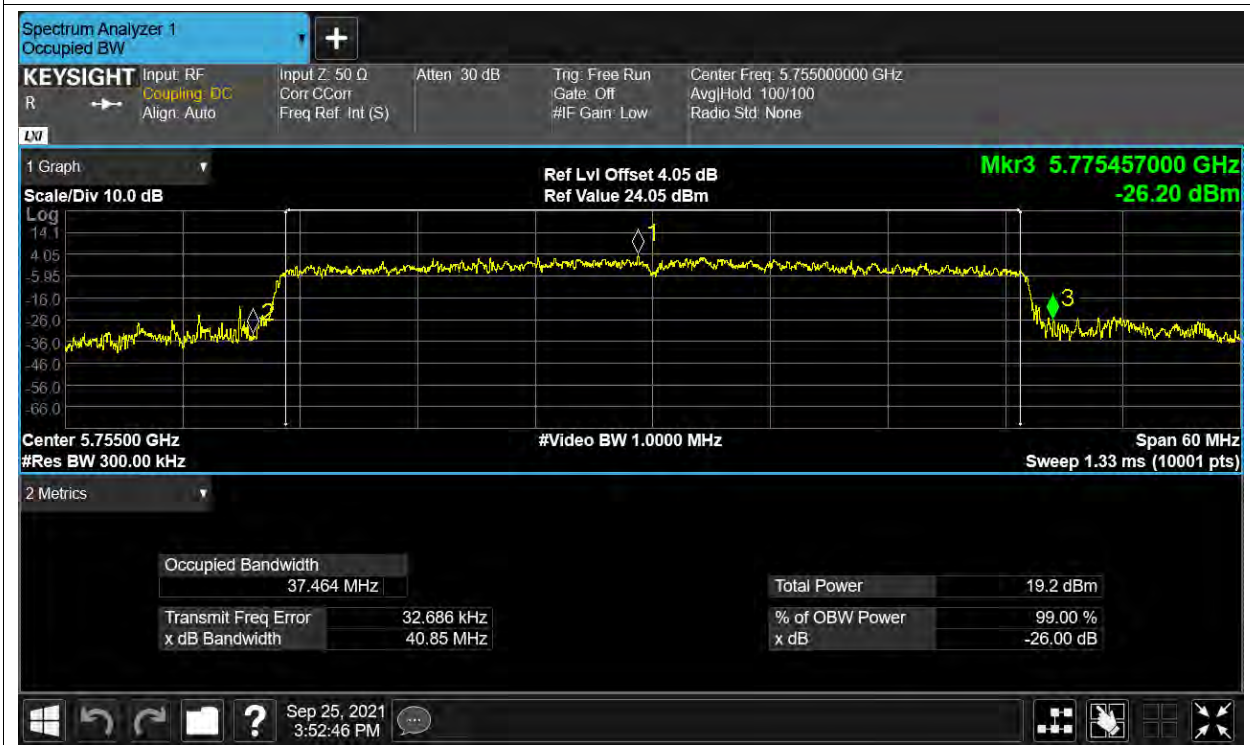 Spectrum Analyzer 1
Occupied BW
+
KEYSIGHT
R
LXI
Input: RF
Coupling: DC
Align: Auto
Input Z: 50 Ω
Corr CCorr
Freq Ref: Int (S)
Atten: 30 dB
Trig: Free Run
Gate: Off
#IF Gain: Low
Center Freq: 5.755000000 GHz
Avg|Hold: 100/100
Radio Std: None
1 Graph
Scale/Div 10.0 dB
Ref Lvl Offset 4.05 dB
Ref Value 24.05 dBm
Mkr3 5.775457000 GHz
-26.20 dBm
Log
14.1
4.05
-5.95
-16.0
-26.0
-36.0
-46.0
-56.0
-66.0
1
2
3
Center 5.75500 GHz
#Res BW 300.00 kHz
#Video BW 1.0000 MHz
Span 60 MHz
Sweep 1.33 ms (10001 pts)
2 Metrics
Occupied Bandwidth
37.464 MHz
Transmit Freq Error 32.686 kHz
x dB Bandwidth 40.85 MHz
Total Power 19.2 dBm
% of OBW Power 99.00 %
x dB -26.00 dB
?
Sep 25, 2021
3:52:46 PM